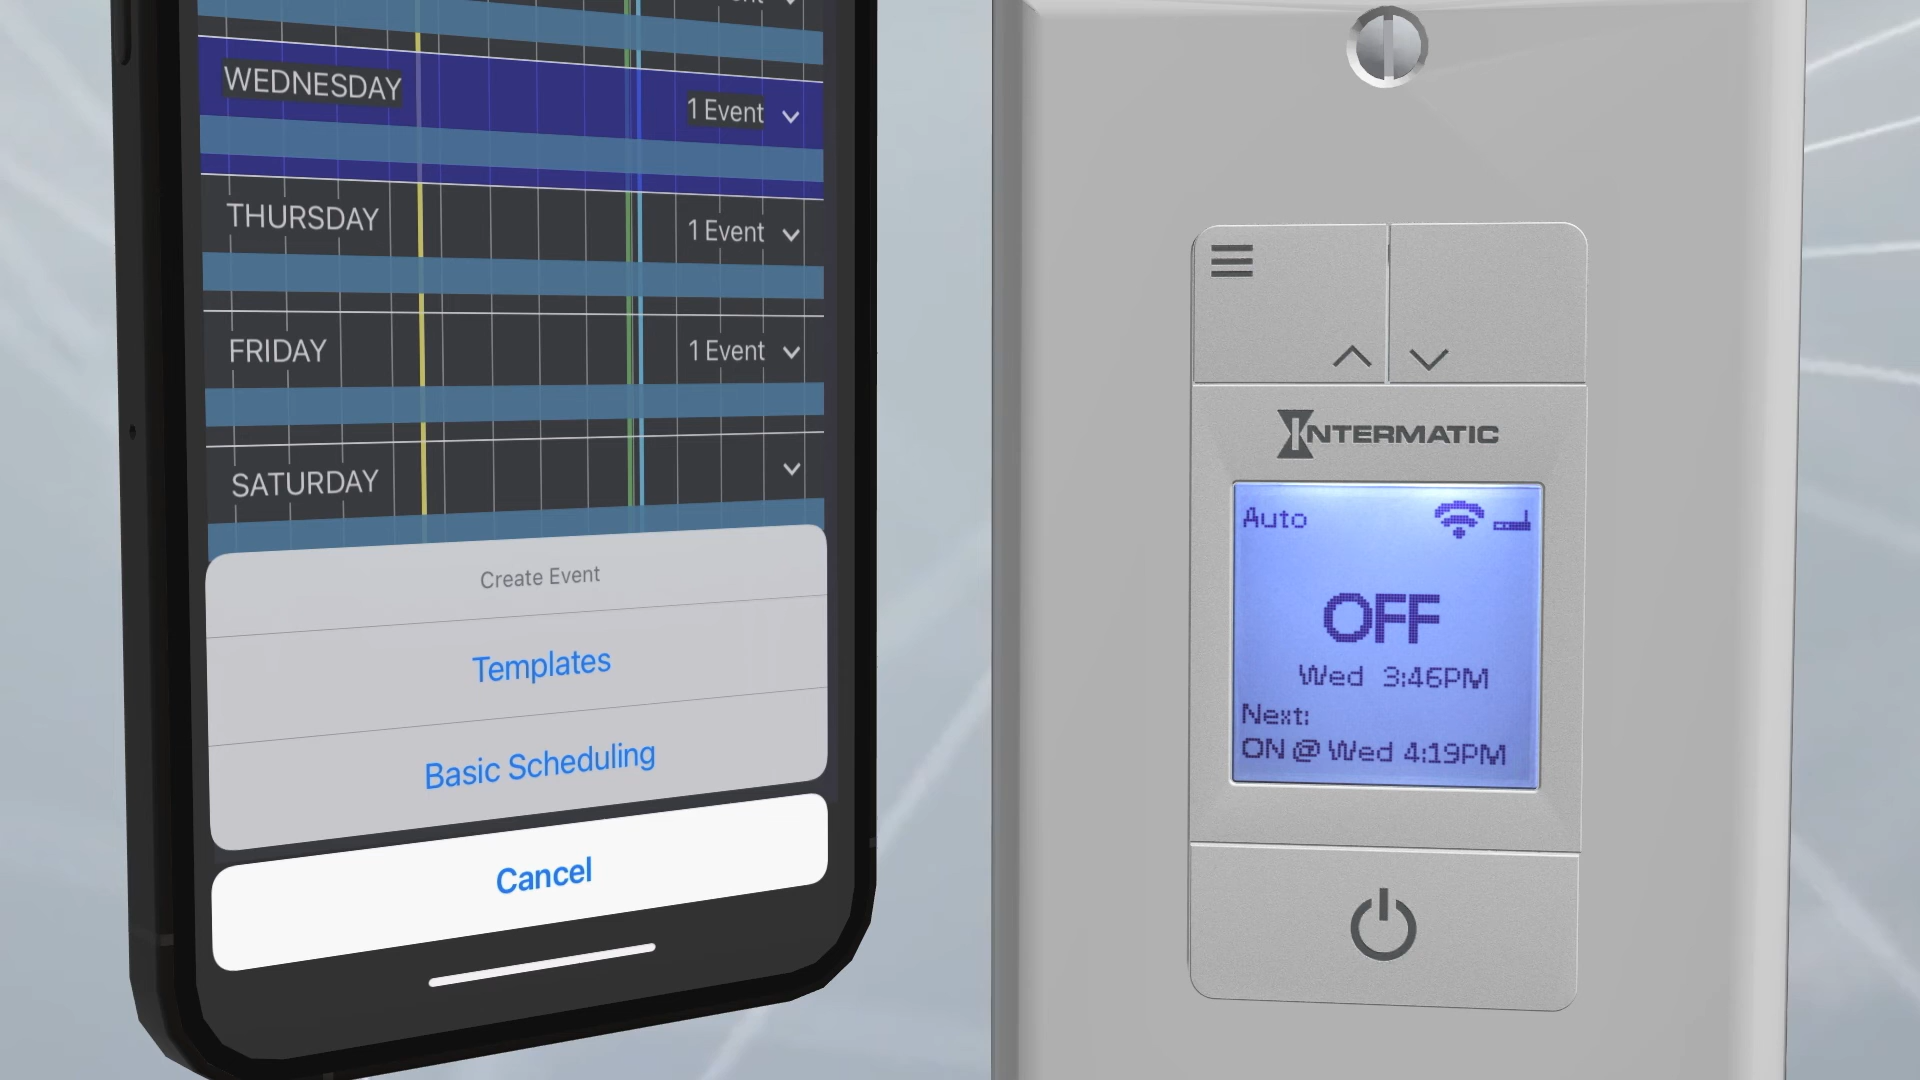 WEDNESDAY
1 Event
THURSDAY
1 Event
FRIDAY
1 Event
SATURDAY
Create Event
Templates
Basic Scheduling
Cancel
INTERMATIC
Auto
OFF
Wed 3:46PM
Next:
ON @ Wed 4:19PM